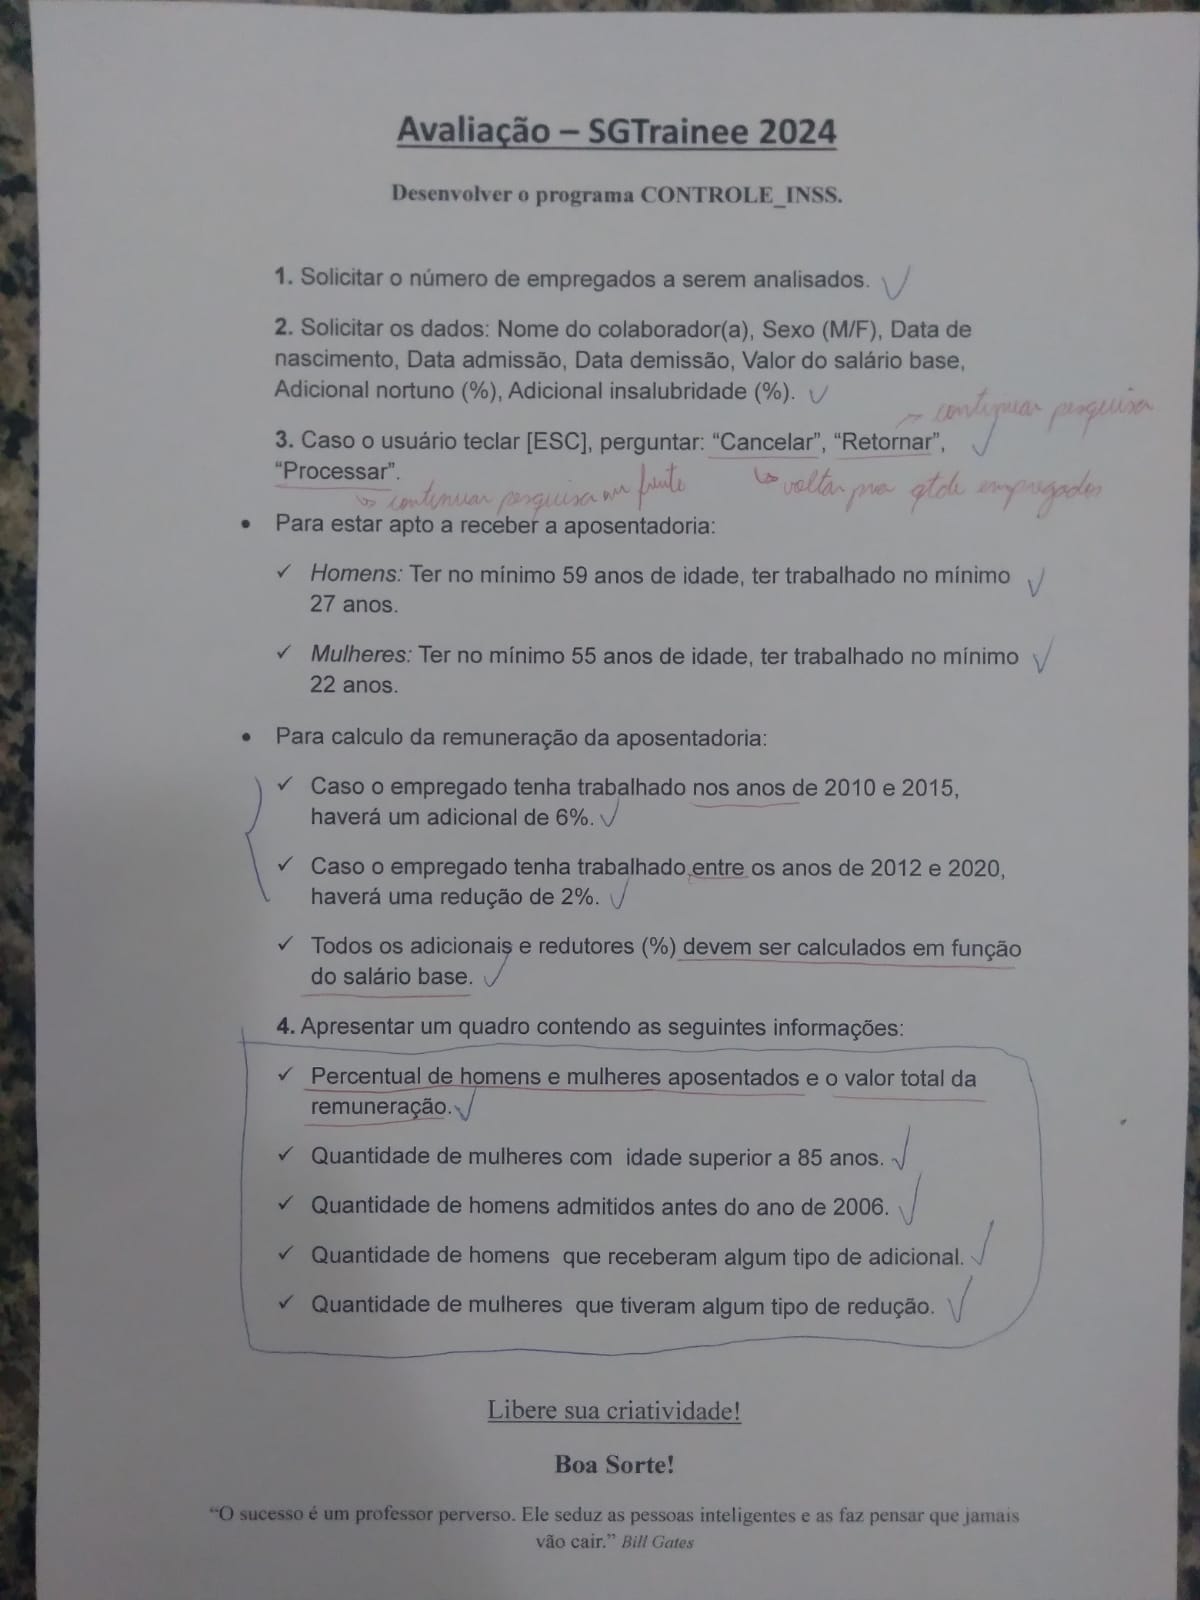 Avaliação – SGTrainee 2024
Desenvolver o programa CONTROLE_INSS.
1. Solicitar o número de empregados a serem analisados.
2. Solicitar os dados: Nome do colaborador(a), Sexo (M/F), Data de
nascimento, Data admissão, Data demissão, Valor do salário base,
Adicional nortuno (%), Adicional insalubridade (%).
→ continuar pesquisa
3. Caso o usuário teclar [ESC], perguntar: “Cancelar”, “Retornar”,
“Processar”.
↳ continuar pesquisa em frente
↳ voltar pra qtde empregados
• Para estar apto a receber a aposentadoria:
✓ Homens: Ter no mínimo 59 anos de idade, ter trabalhado no mínimo
27 anos.
✓ Mulheres: Ter no mínimo 55 anos de idade, ter trabalhado no mínimo
22 anos.
• Para calculo da remuneração da aposentadoria:
✓ Caso o empregado tenha trabalhado nos anos de 2010 e 2015,
haverá um adicional de 6%.
✓ Caso o empregado tenha trabalhado entre os anos de 2012 e 2020,
haverá uma redução de 2%.
✓ Todos os adicionais e redutores (%) devem ser calculados em função
do salário base.
4. Apresentar um quadro contendo as seguintes informações:
✓ Percentual de homens e mulheres aposentados e o valor total da
remuneração.
✓ Quantidade de mulheres com idade superior a 85 anos.
✓ Quantidade de homens admitidos antes do ano de 2006.
✓ Quantidade de homens que receberam algum tipo de adicional.
✓ Quantidade de mulheres que tiveram algum tipo de redução.
Libere sua criatividade!
Boa Sorte!
“O sucesso é um professor perverso. Ele seduz as pessoas inteligentes e as faz pensar que jamais
vão cair.” Bill Gates